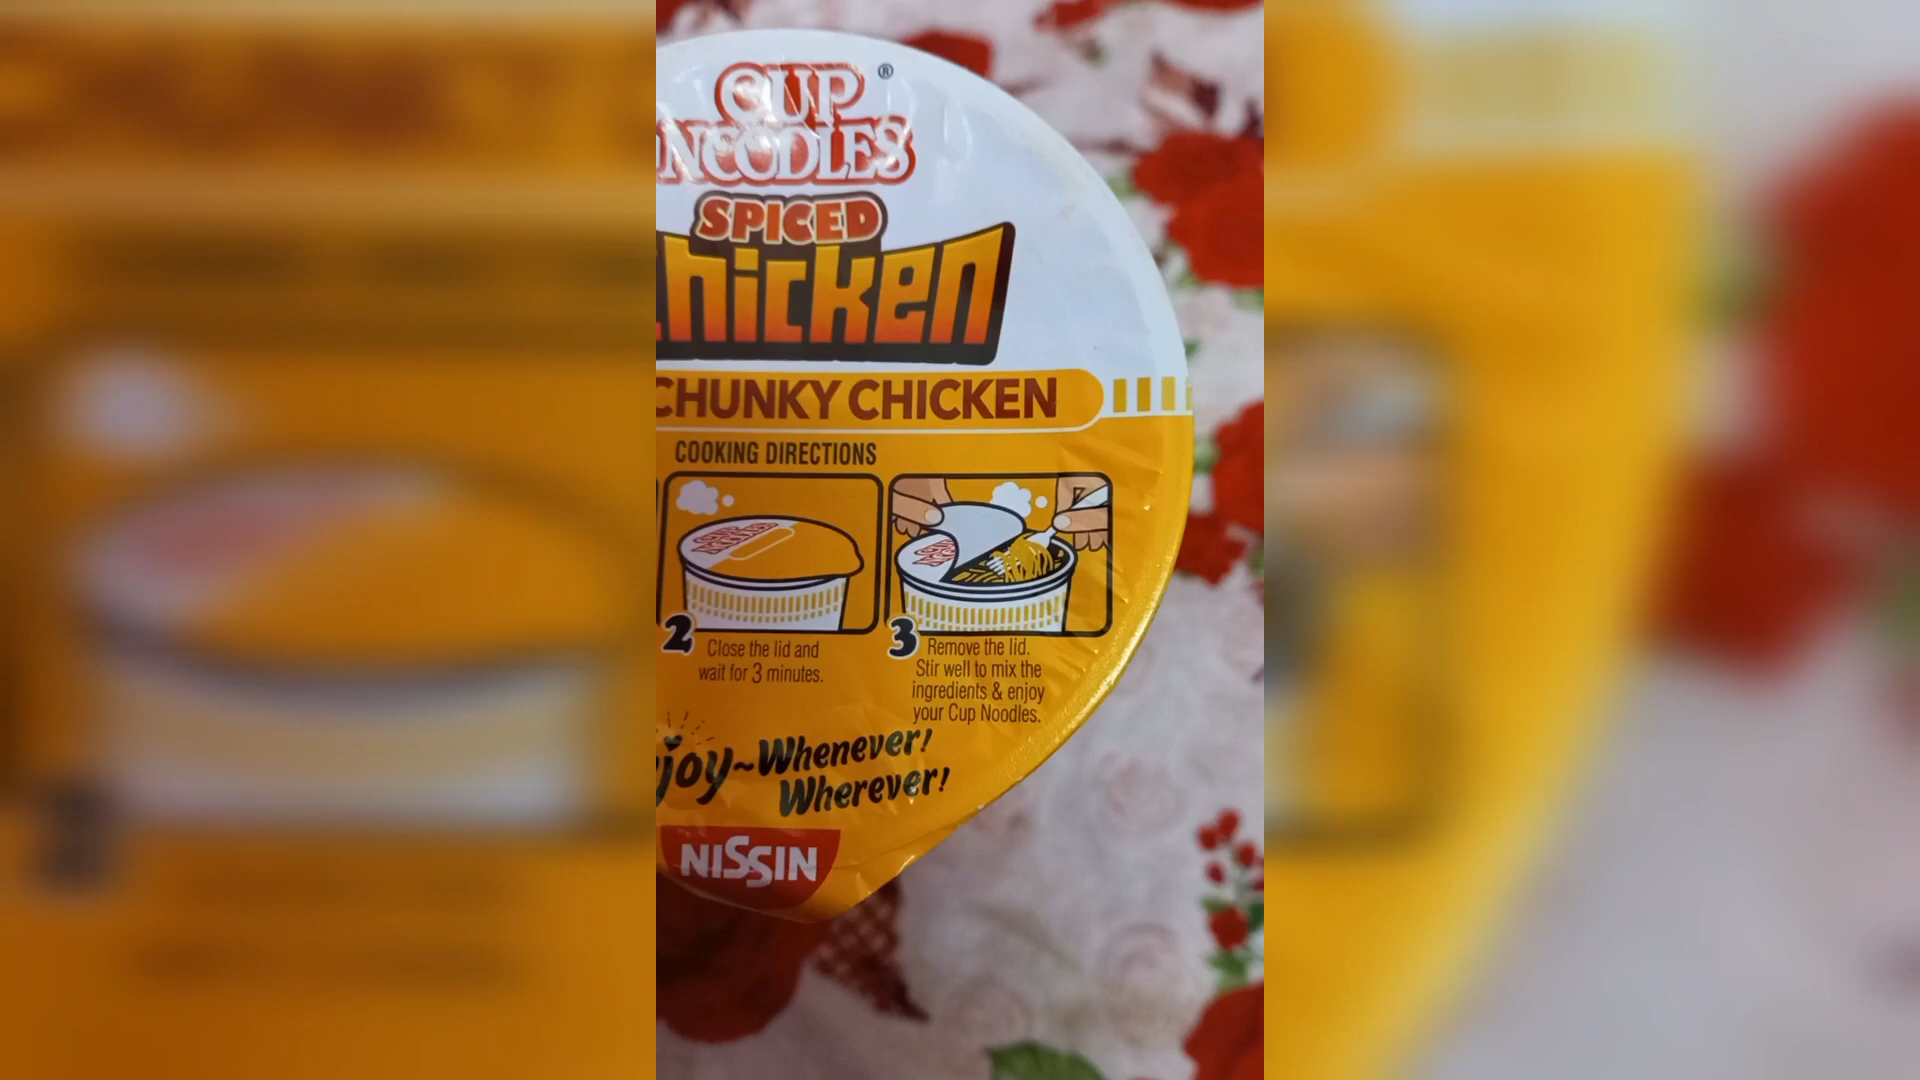 CUP ®
NOODLES
SPICED
hicken
CHUNKY CHICKEN
COOKING DIRECTIONS
2 Close the lid and
wait for 3 minutes.
3 Remove the lid.
Stir well to mix the
ingredients & enjoy
your Cup Noodles.
joy~Whenever!
Wherever!
NISSIN